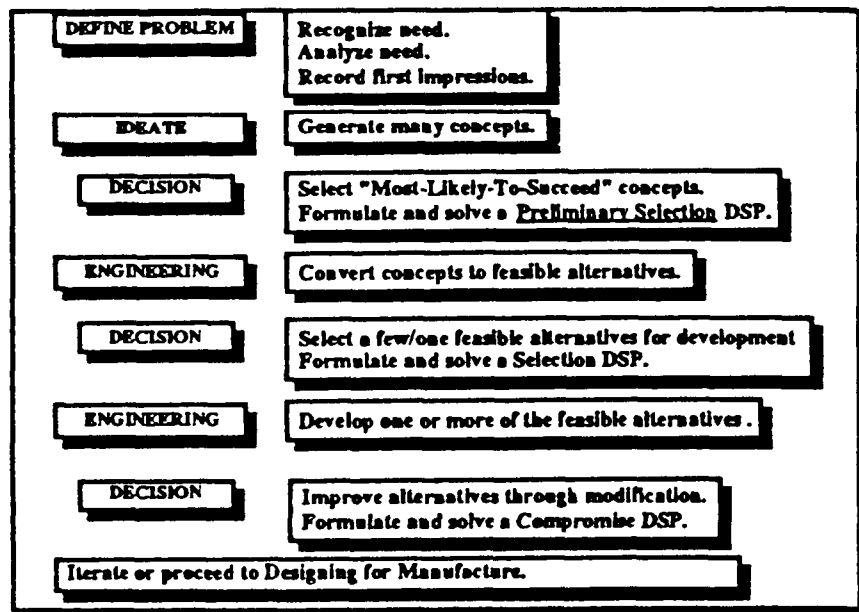 DEFINE PROBLEM
Recognize need.
Analyze need.
Record first impressions.
IDEATE
Generate many concepts.
DECISION
Select "Most-Likely-To-Succeed" concepts.
Formulate and solve a Preliminary Selection DSP.
ENGINEERING
Convert concepts to feasible alternatives.
DECISION
Select a few/one feasible alternatives for development
Formulate and solve a Selection DSP.
ENGINEERING
Develop one or more of the feasible alternatives .
DECISION
Improve alternatives through modification.
Formulate and solve a Compromise DSP.
Iterate or proceed to Designing for Manufacture.